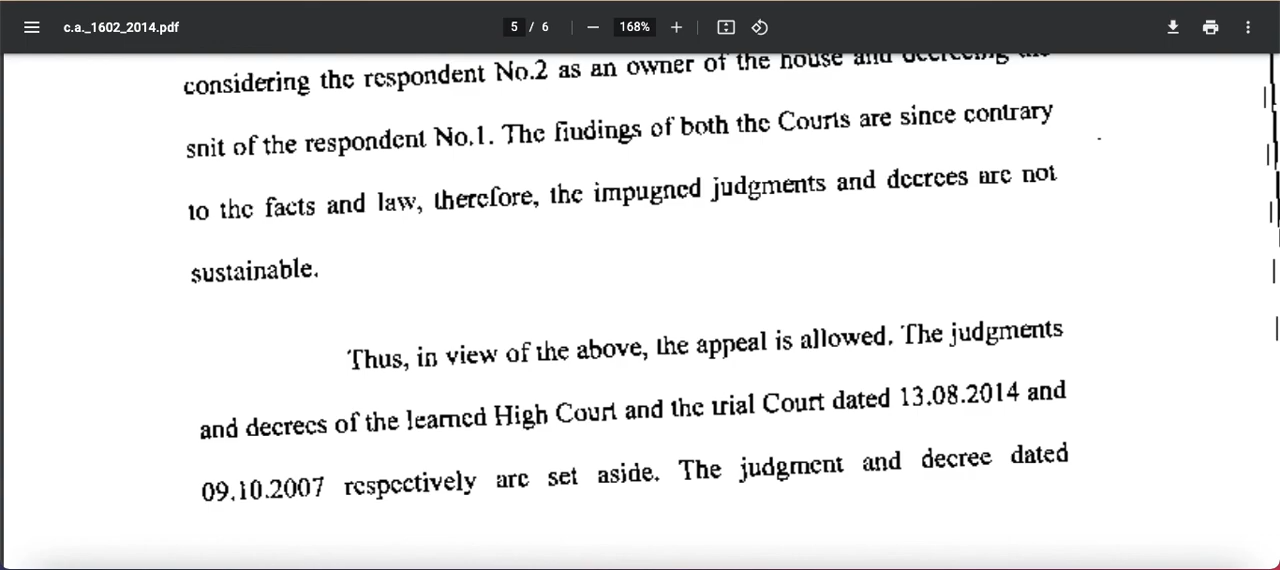 c.a._1602_2014.pdf
5 / 6
168%
considering the respondent No.2 as an owner of the house and decreeing the
snit of the respondent No.1. The fiudings of both the Courts are since contrary
to the facts and law, therefore, the impugned judgments and decrees are not
sustainable.
Thus, in view of the above, the appeal is allowed. The judgments
and decrees of the learned High Court and the trial Court dated 13.08.2014 and
09.10.2007 respectively are set aside. The judgment and decree dated